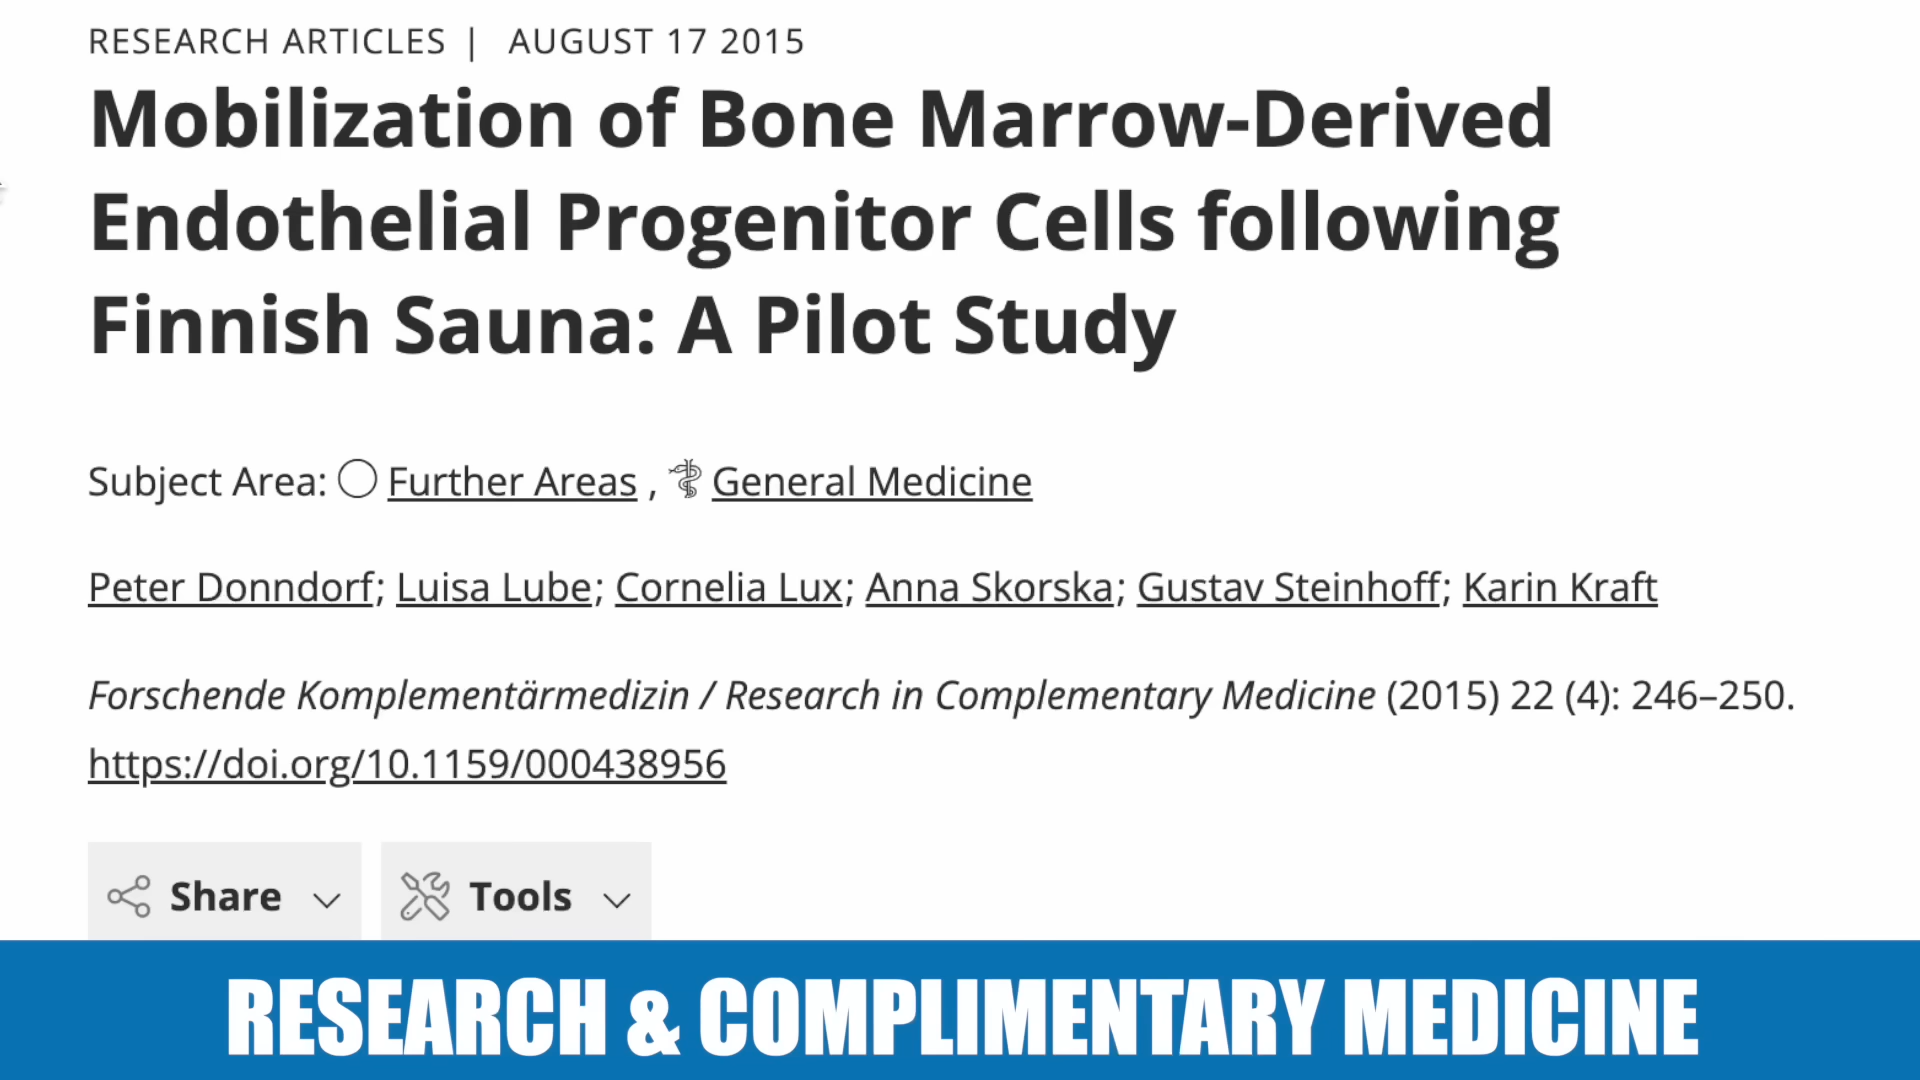 RESEARCH ARTICLES | AUGUST 17 2015
Mobilization of Bone Marrow-Derived
Endothelial Progenitor Cells following
Finnish Sauna: A Pilot Study
Subject Area: Further Areas , General Medicine
Peter Donndorf; Luisa Lube; Cornelia Lux; Anna Skorska; Gustav Steinhoff; Karin Kraft
Forschende Komplementärmedizin / Research in Complementary Medicine (2015) 22 (4): 246–250.
https://doi.org/10.1159/000438956
Share Tools
RESEARCH & COMPLIMENTARY MEDICINE